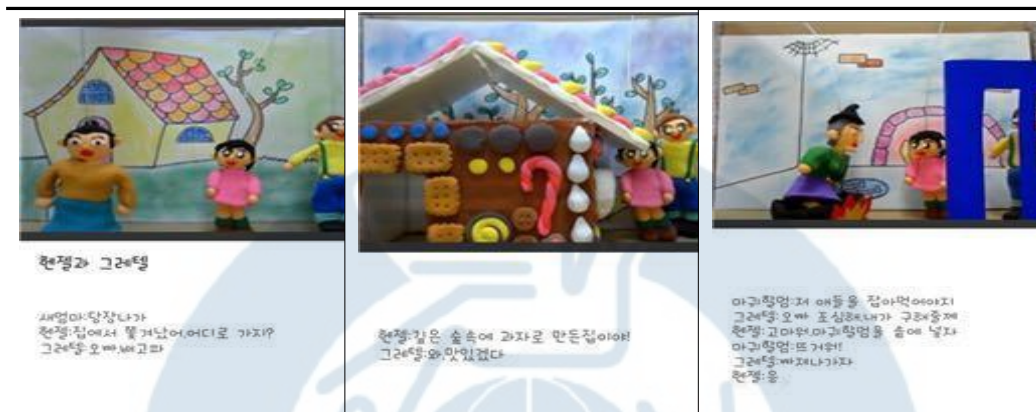 헨젤과 그레텔
새엄마:당장나가
헨젤:집에서 쫓겨났어,어디로 가지?
그레텔:오빠,배고파
헨젤:깊은 숲속에 과자로 만든집이야!
그레텔:와,맛있겠다
마귀할멈:저 애들을 잡아먹어야지
그레텔:오빠 조심해,내가 구해줄께
헨젤:고마워,마귀할멈을 솥에 넣자
마귀할멈:뜨거워!
그레텔:빠져나가자
헨젤:응